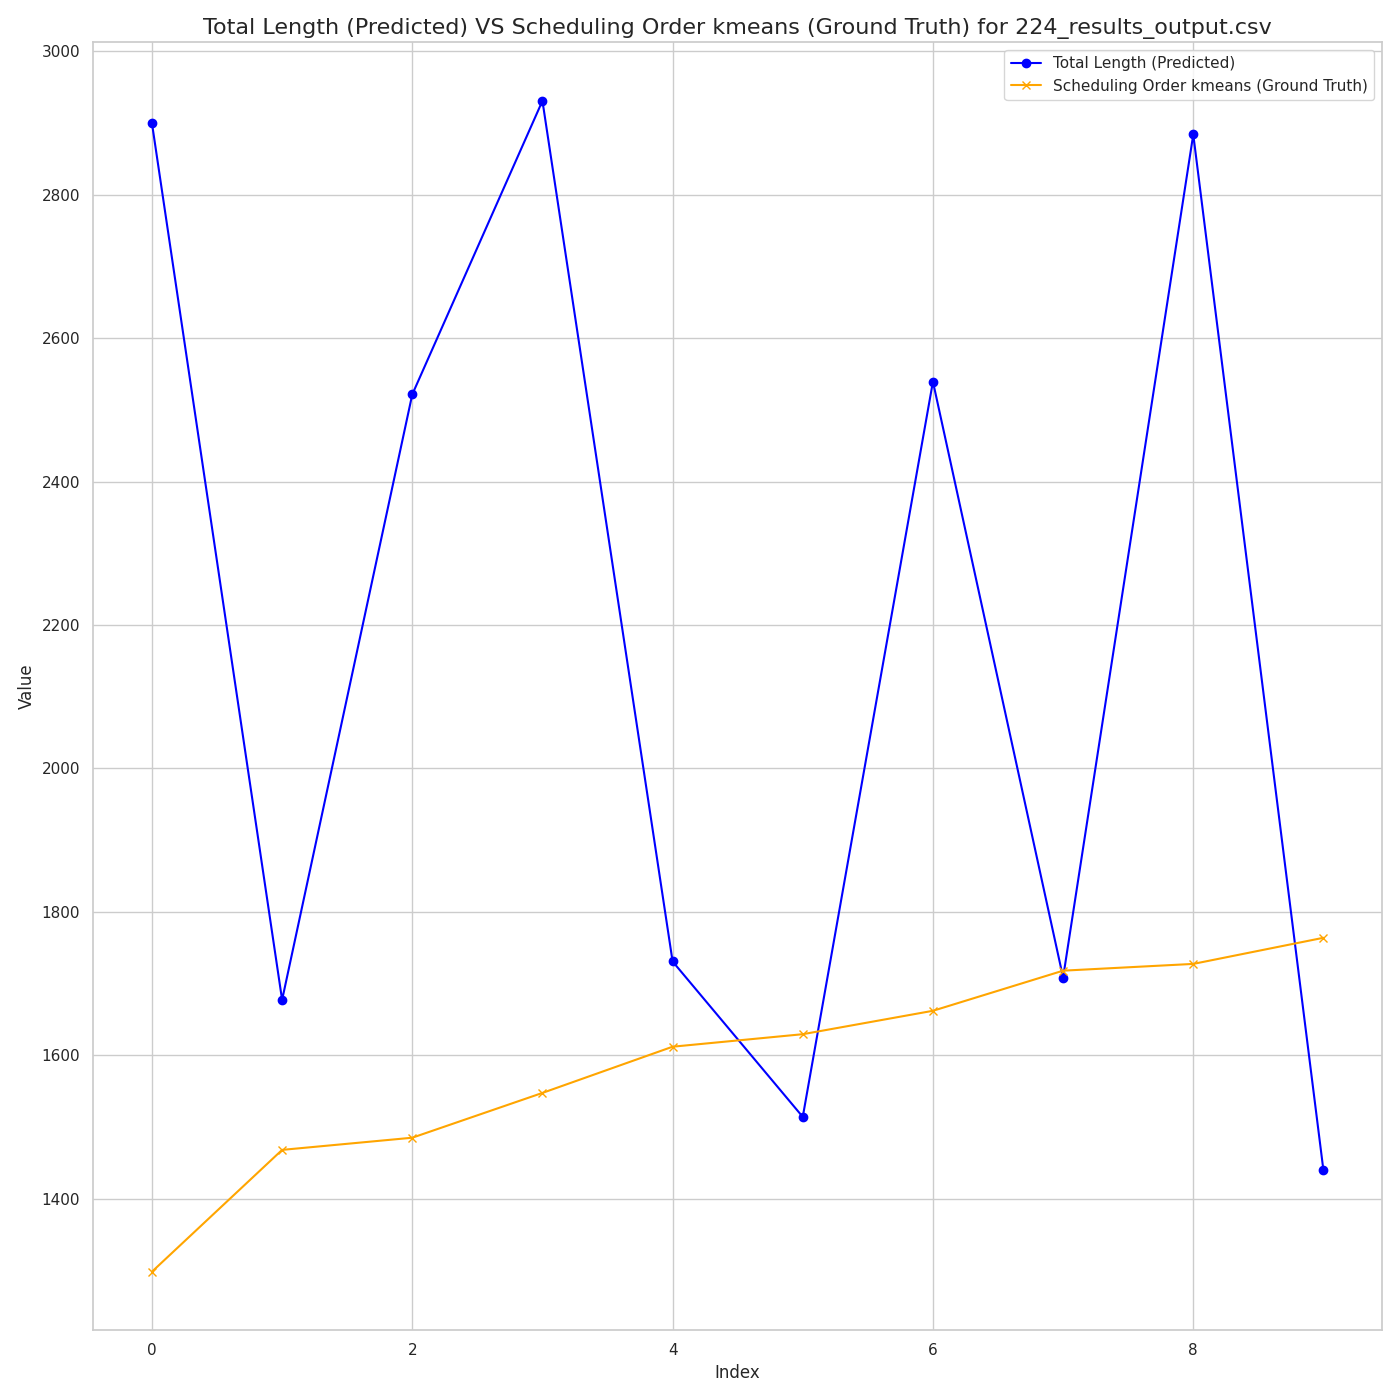 Total Length (Predicted) VS Scheduling Order kmeans (Ground Truth) for 224_results_output.csv
Total Length (Predicted)
Scheduling Order kmeans (Ground Truth)
3000
2800
2600
2400
2200
2000
1800
1600
1400
Value
0
2
4
6
8
Index